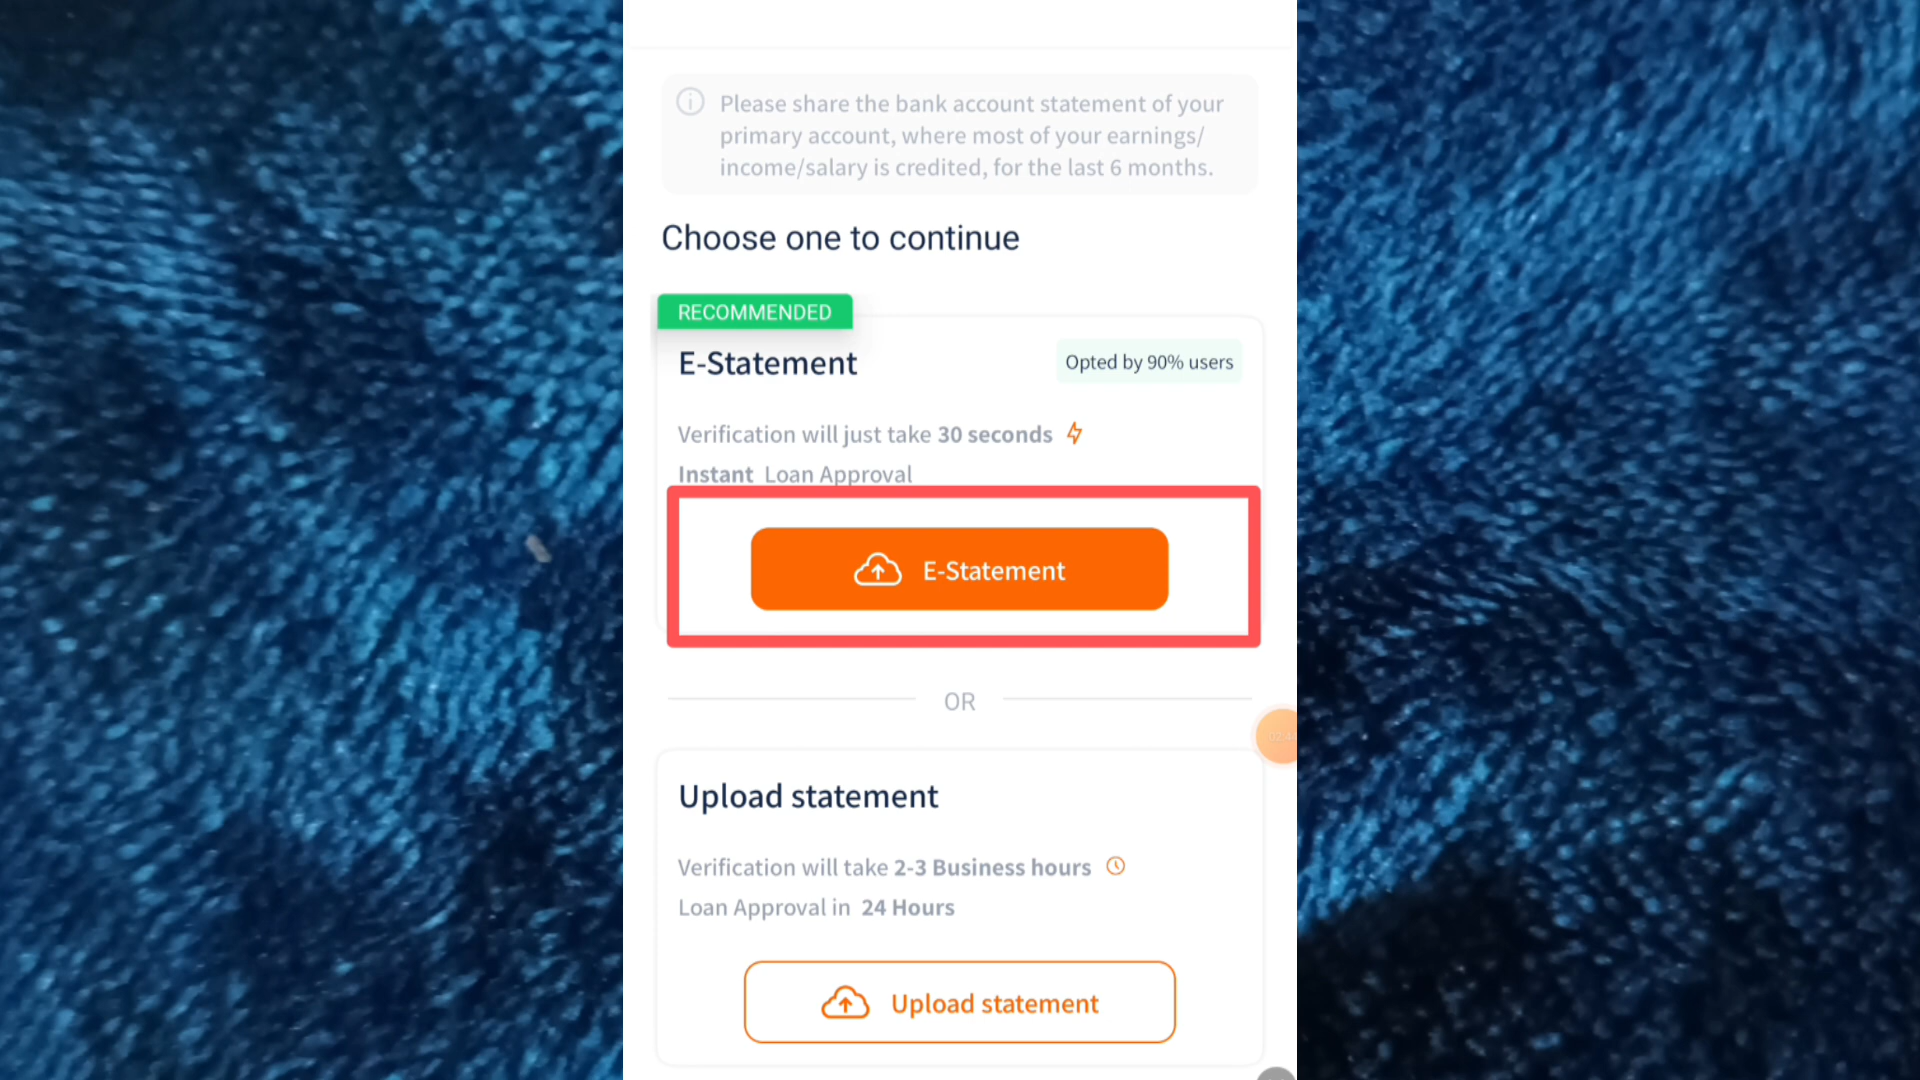 Please share the bank account statement of your
primary account, where most of your earnings/
income/salary is credited, for the last 6 months.
Choose one to continue
RECOMMENDED
E-Statement
Opted by 90% users
Verification will just take 30 seconds
Instant Loan Approval
E-Statement
OR
Upload statement
Verification will take 2-3 Business hours
Loan Approval in 24 Hours
Upload statement